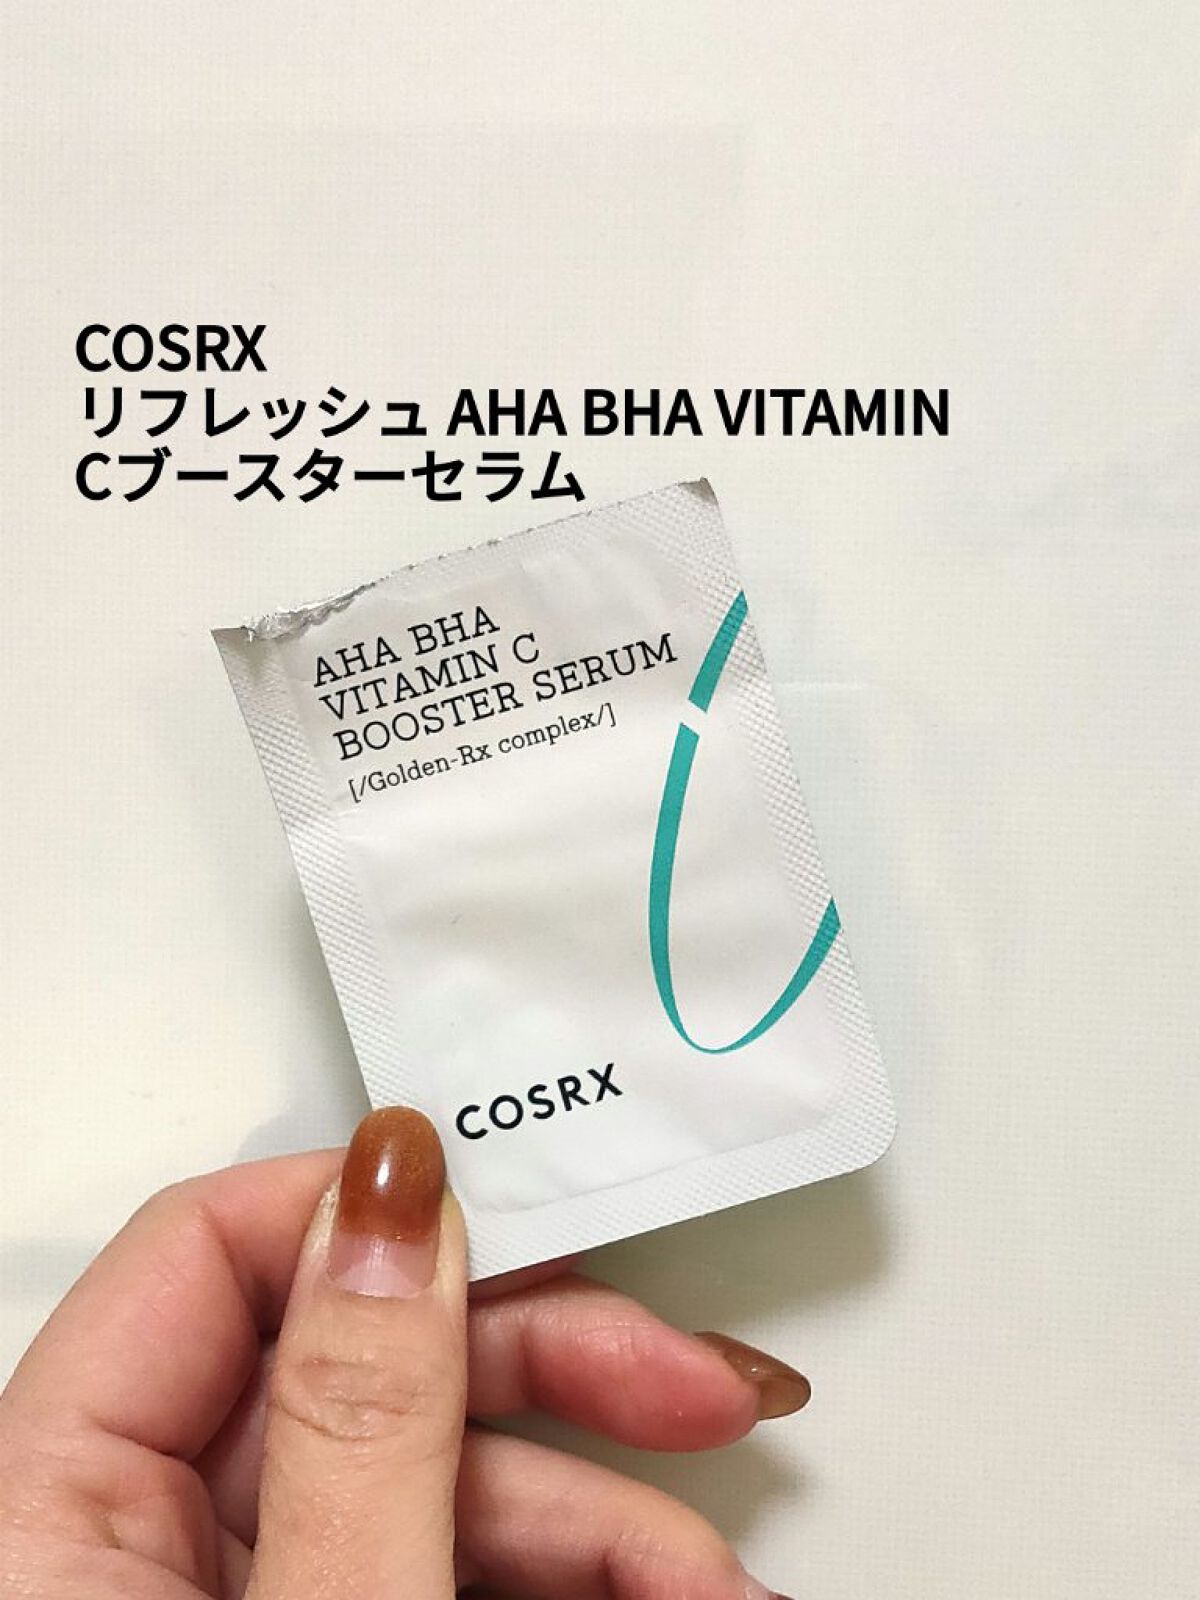 COSRX
リフレッシュ AHA BHA VITAMIN
Cブースターセラム
AHA BHA
VITAMIN C
BOOSTER SERUM
[/Golden-Rx complex/]
COSRX